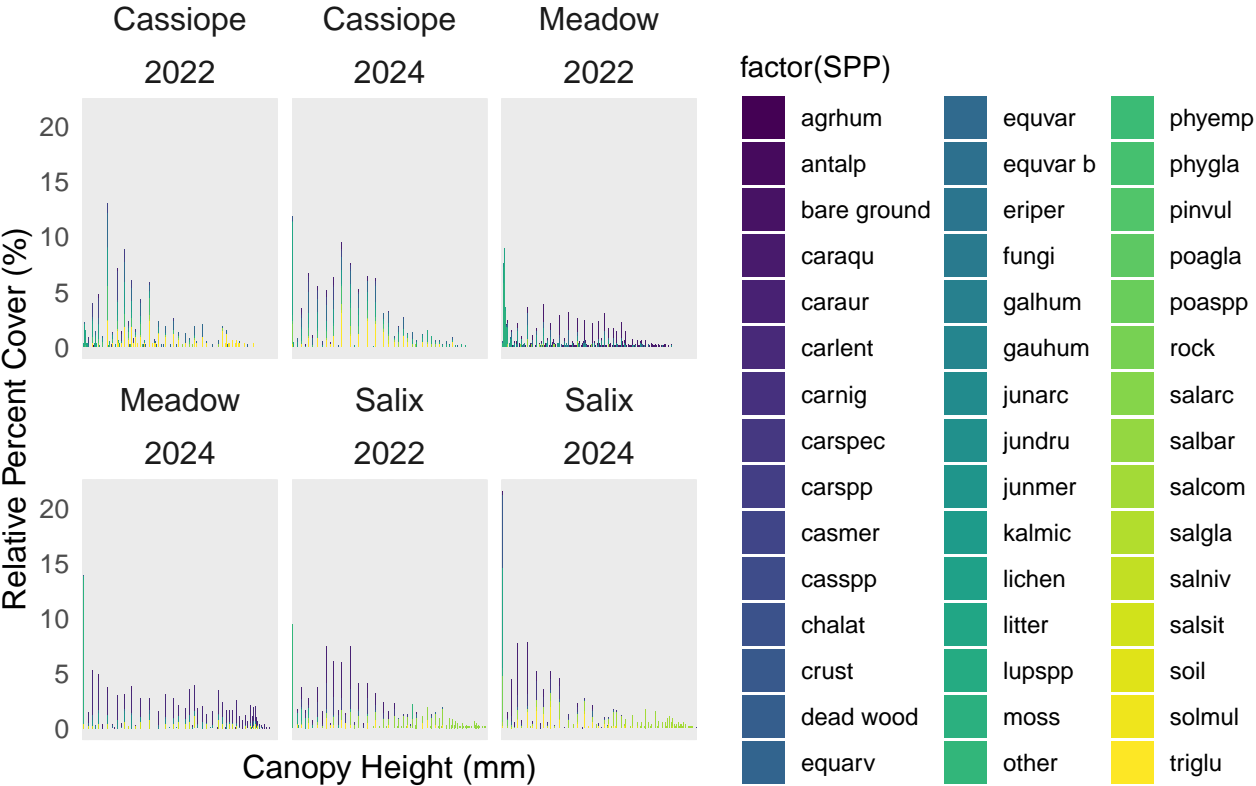 Cassiope
2022
Cassiope
2024
Meadow
2022
20
15
10
5
0
Meadow
2024
Salix
2022
Salix
2024
20
15
10
5
0
Relative Percent Cover (%)
Canopy Height (mm)
factor(SPP)
agrhum
antalp
bare ground
caraqu
caraur
carlent
carnig
carspec
carspp
casmer
casspp
chalat
crust
dead wood
equarv
equvar
equvar b
eriper
fungi
galhum
gauhum
junarc
jundru
junmer
kalmic
lichen
litter
lupspp
moss
other
phyemp
phygla
pinvul
poagla
poaspp
rock
salarc
salbar
salcom
salgla
salniv
salsit
soil
solmul
triglu